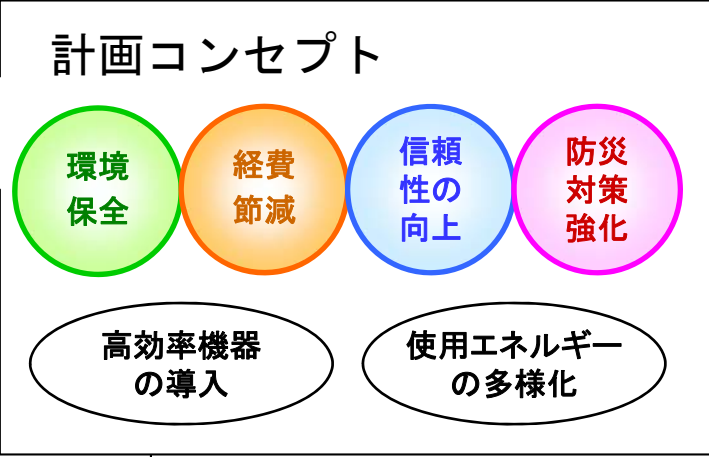 計画コンセプト
環境
保全
経費
節減
信頼
性の
向上
防災
対策
強化
高効率機器
の導入
使用エネルギー
の多様化